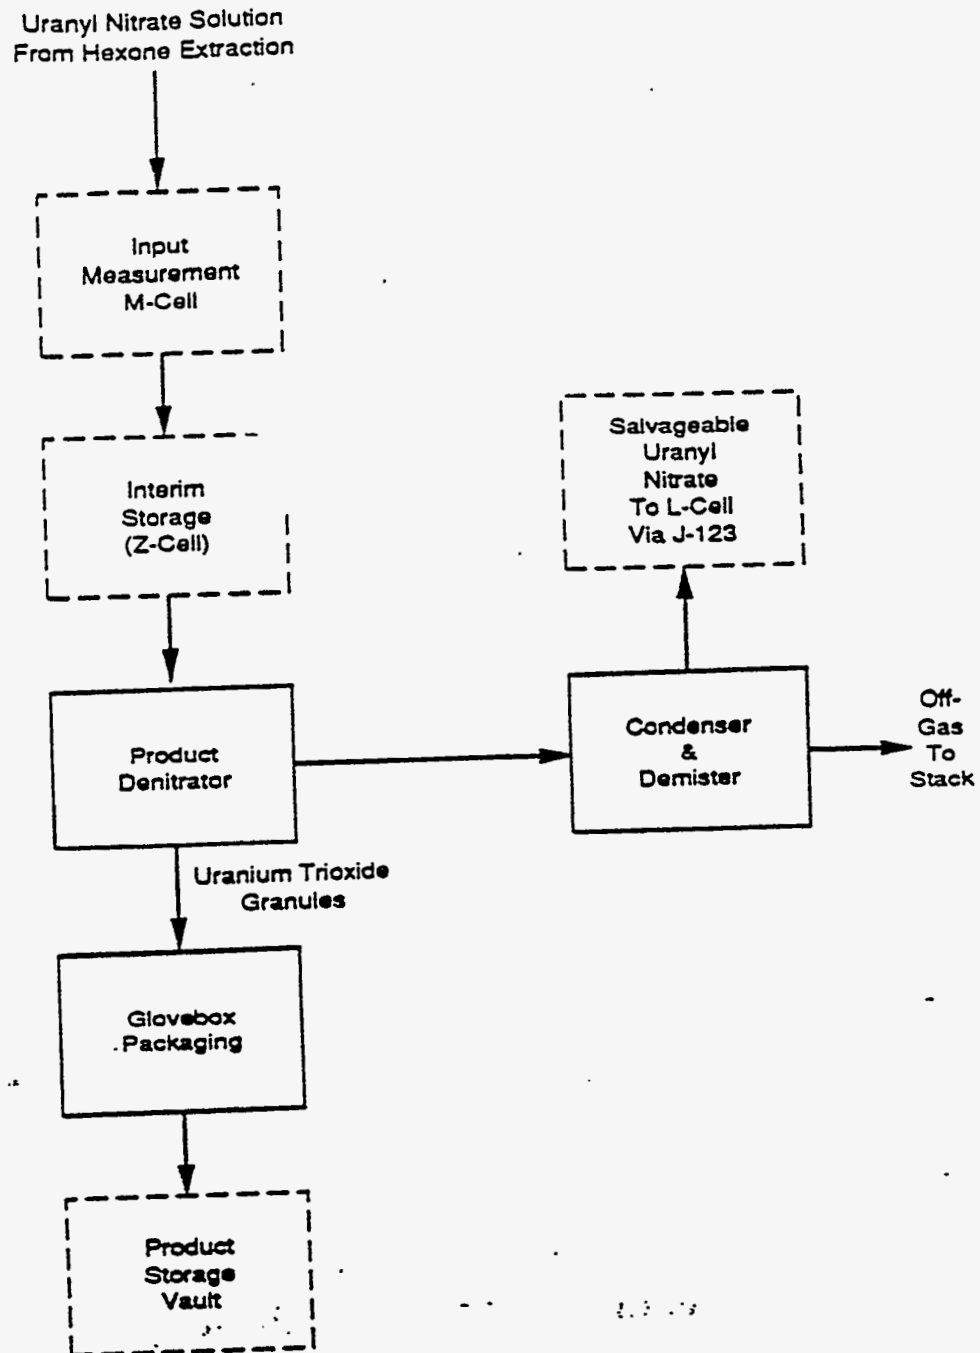 Uranyl Nitrate Solution
From Hexone Extraction
Input
Measurement
M-Cell
Interim
Storage
(Z-Cell)
Salvageable
Uranyl
Nitrate
To L-Cell
Via J-123
Product
Denitrator
Condenser
&
Demister
Off-
Gas
To
Stack
Uranium Trioxide
Granules
Glovebox
Packaging
Product
Storage
Vault